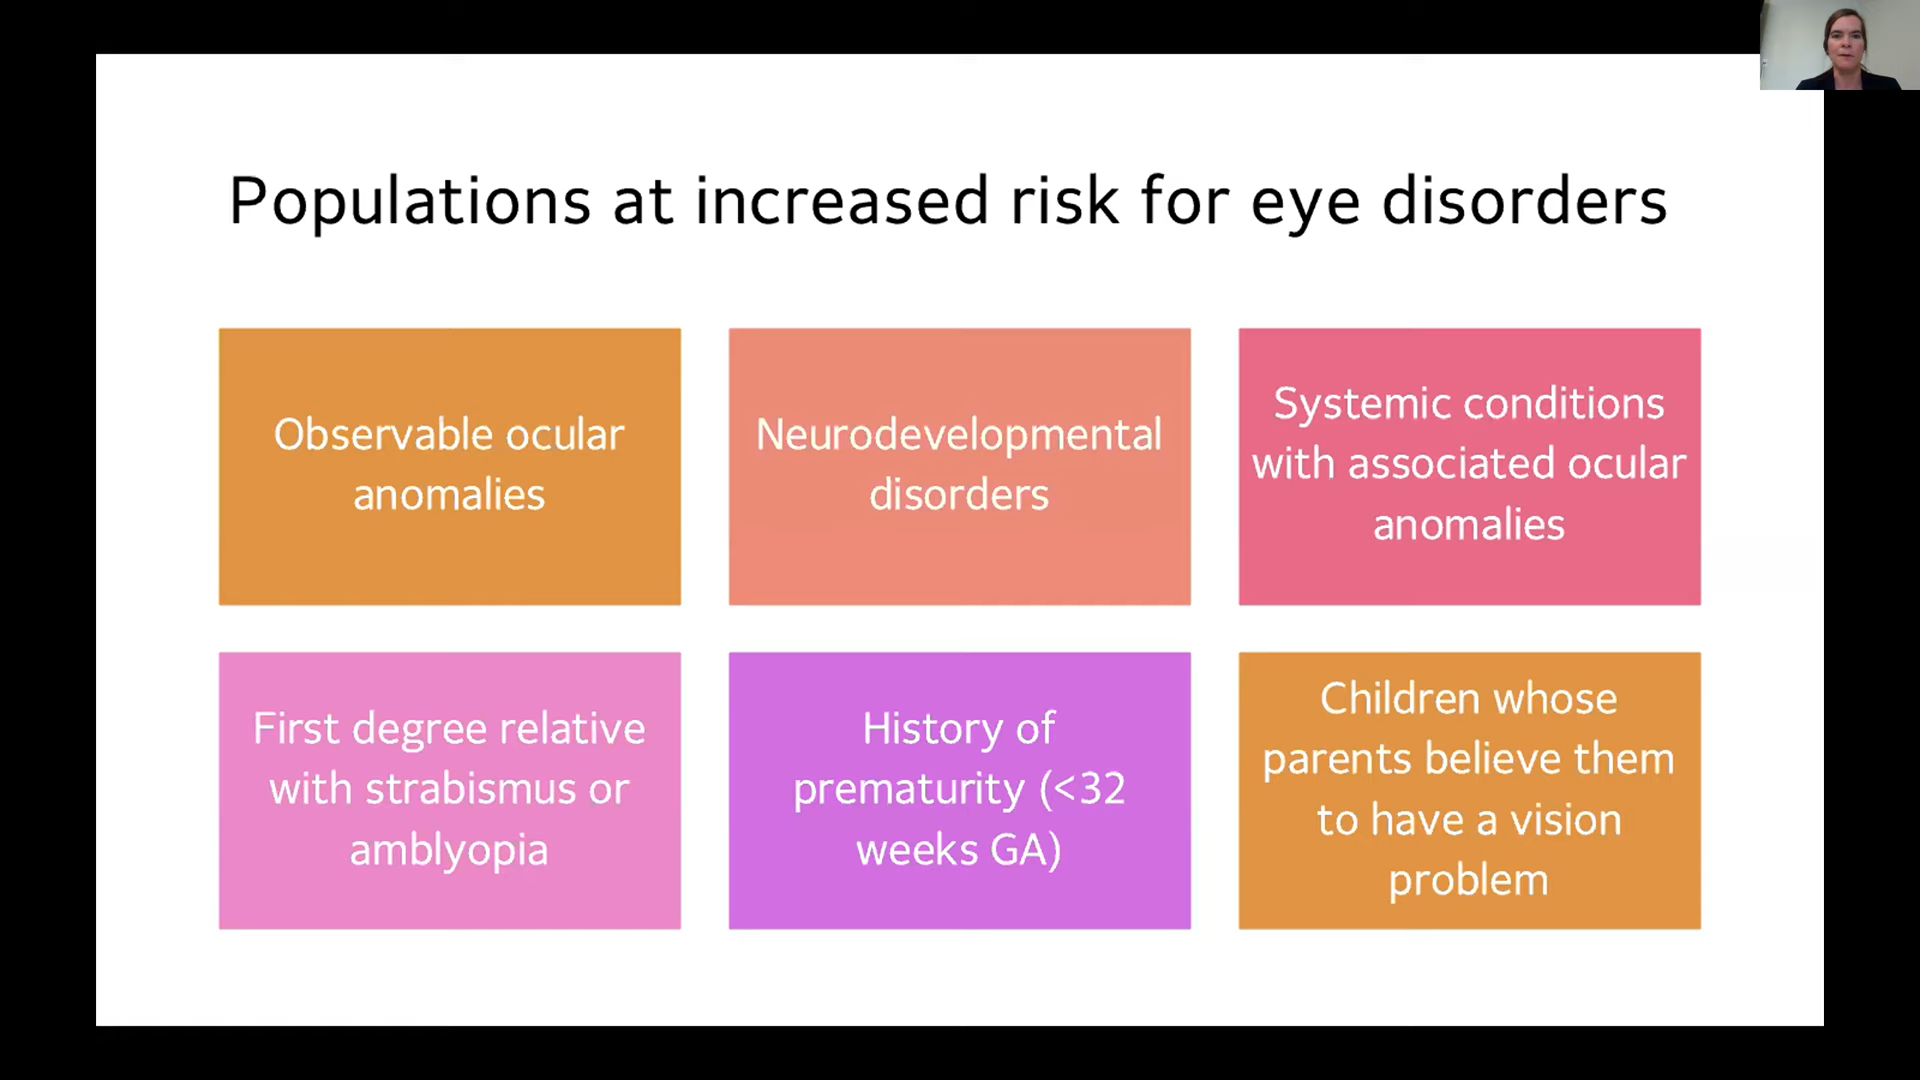 Populations at increased risk for eye disorders
Observable ocular
anomalies
Neurodevelopmental
disorders
Systemic conditions
with associated ocular
anomalies
First degree relative
with strabismus or
amblyopia
History of
prematurity (<32
weeks GA)
Children whose
parents believe them
to have a vision
problem